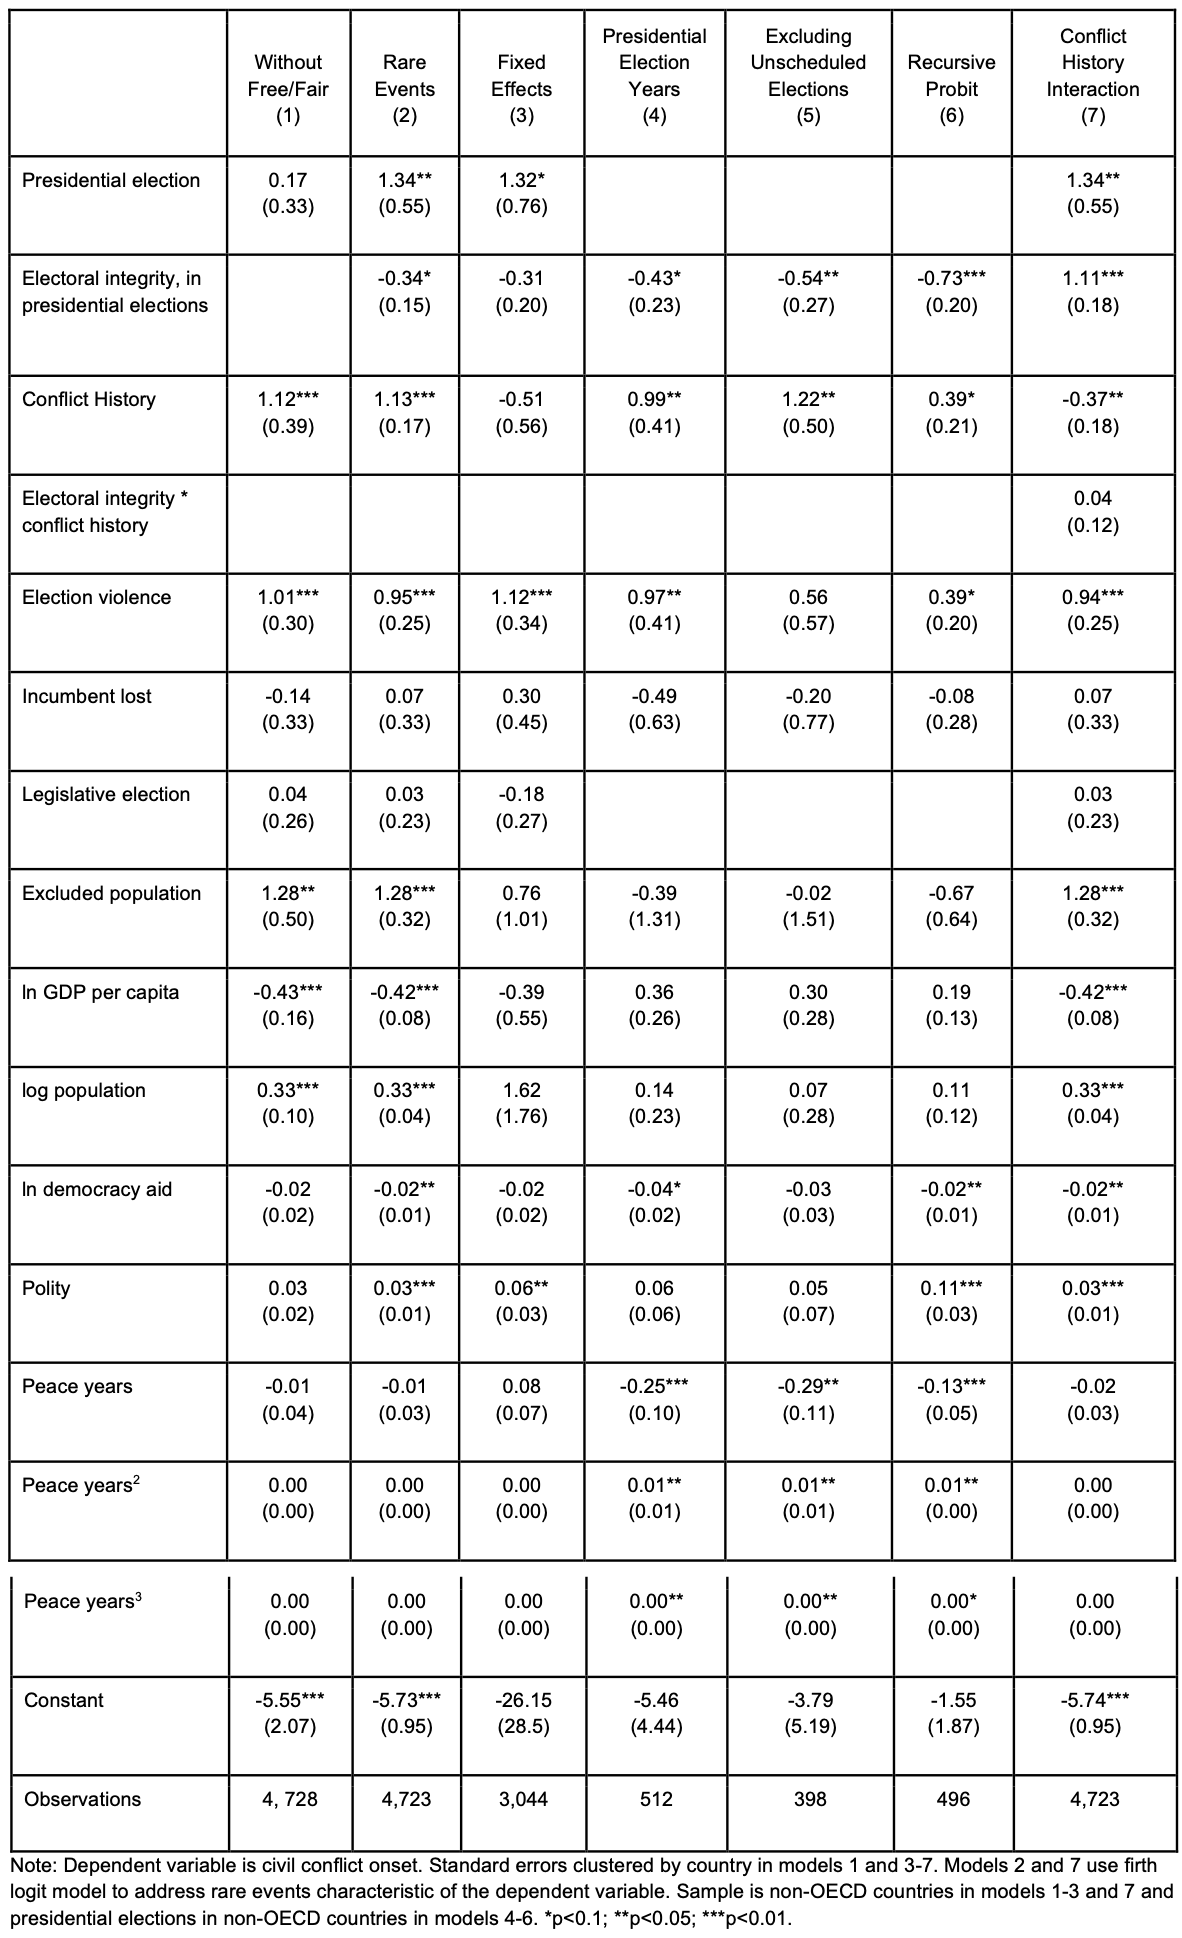 Without Free/Fair (1) | Rare Events (2) | Fixed Effects (3) | Presidential Election Years (4) | Excluding Unscheduled Elections (5) | Recursive Probit (6) | Conflict History Interaction (7)
Presidential election | 0.17 | 1.34** | 1.32* | | | | 1.34**
(0.33) | (0.55) | (0.76) | | | | (0.55)
Electoral integrity, in | | -0.34* | -0.31 | -0.43* | -0.54** | -0.73*** | 1.11***
presidential elections | | (0.15) | (0.20) | (0.23) | (0.27) | (0.20) | (0.18)
Conflict History | 1.12*** | 1.13*** | -0.51 | 0.99** | 1.22** | 0.39* | -0.37**
(0.39) | (0.17) | (0.56) | (0.41) | (0.50) | (0.21) | (0.18)
Electoral integrity * | | | | | | | 0.04
conflict history | | | | | | | (0.12)
Election violence | 1.01*** | 0.95*** | 1.12*** | 0.97** | 0.56 | 0.39* | 0.94***
(0.30) | (0.25) | (0.34) | (0.41) | (0.57) | (0.20) | (0.25)
Incumbent lost | -0.14 | 0.07 | 0.30 | -0.49 | -0.20 | -0.08 | 0.07
(0.33) | (0.33) | (0.45) | (0.63) | (0.77) | (0.28) | (0.33)
Legislative election | 0.04 | 0.03 | -0.18 | | | | 0.03
(0.26) | (0.23) | (0.27) | | | | (0.23)
Excluded population | 1.28** | 1.28*** | 0.76 | -0.39 | -0.02 | -0.67 | 1.28***
(0.50) | (0.32) | (1.01) | (1.31) | (1.51) | (0.64) | (0.32)
ln GDP per capita | -0.43*** | -0.42*** | -0.39 | 0.36 | 0.30 | 0.19 | -0.42***
(0.16) | (0.08) | (0.55) | (0.26) | (0.28) | (0.13) | (0.08)
log population | 0.33*** | 0.33*** | 1.62 | 0.14 | 0.07 | 0.11 | 0.33***
(0.10) | (0.04) | (1.76) | (0.23) | (0.28) | (0.12) | (0.04)
ln democracy aid | -0.02 | -0.02** | -0.02 | -0.04* | -0.03 | -0.02** | -0.02**
(0.02) | (0.01) | (0.02) | (0.02) | (0.03) | (0.01) | (0.01)
Polity | 0.03 | 0.03*** | 0.06** | 0.06 | 0.05 | 0.11*** | 0.03***
(0.02) | (0.01) | (0.03) | (0.06) | (0.07) | (0.03) | (0.01)
Peace years | -0.01 | -0.01 | 0.08 | -0.25*** | -0.29** | -0.13*** | -0.02
(0.04) | (0.03) | (0.07) | (0.10) | (0.11) | (0.05) | (0.03)
Peace years² | 0.00 | 0.00 | 0.00 | 0.01** | 0.01** | 0.01** | 0.00
(0.00) | (0.00) | (0.00) | (0.01) | (0.01) | (0.00) | (0.00)
Peace years³ | 0.00 | 0.00 | 0.00 | 0.00** | 0.00** | 0.00* | 0.00
(0.00) | (0.00) | (0.00) | (0.00) | (0.00) | (0.00) | (0.00)
Constant | -5.55*** | -5.73*** | -26.15 | -5.46 | -3.79 | -1.55 | -5.74***
(2.07) | (0.95) | (28.5) | (4.44) | (5.19) | (1.87) | (0.95)
Observations | 4, 728 | 4,723 | 3,044 | 512 | 398 | 496 | 4,723
Note: Dependent variable is civil conflict onset. Standard errors clustered by country in models 1 and 3-7. Models 2 and 7 use firth
logit model to address rare events characteristic of the dependent variable. Sample is non-OECD countries in models 1-3 and 7 and
presidential elections in non-OECD countries in models 4-6. *p<0.1; **p<0.05; ***p<0.01.